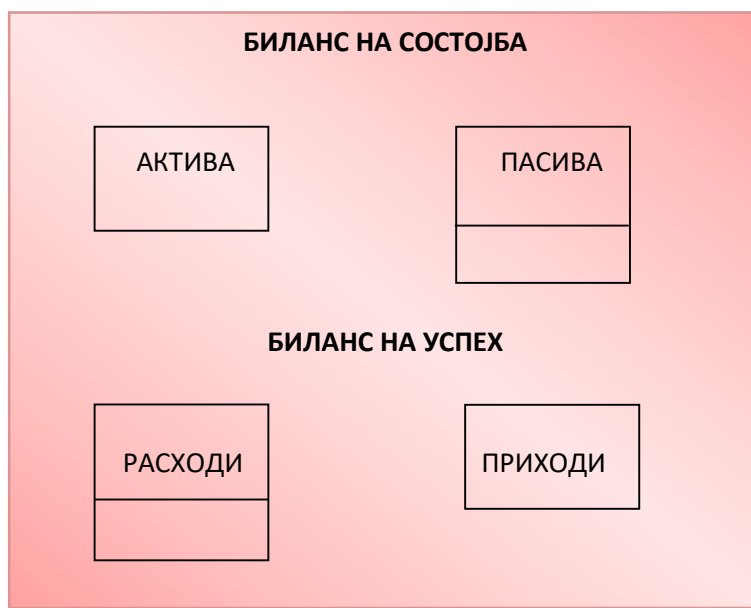 БИЛАНС НА СОСТОЈБА
АКТИВА
ПАСИВА
БИЛАНС НА УСПЕХ
РАСХОДИ
ПРИХОДИ